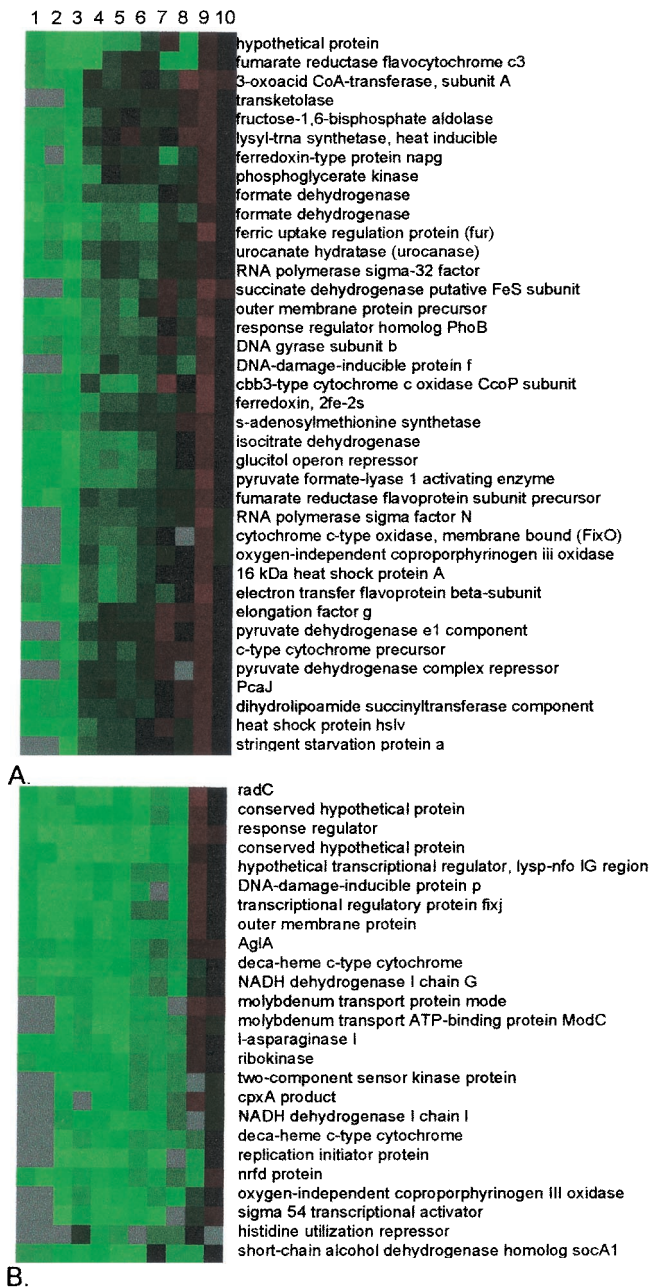 1 2 3 4 5 6 7 8 9 10
hypothetical protein
fumarate reductase flavocytochrome c3
3-oxoacid CoA-transferase, subunit A
transketolase
fructose-1,6-bisphosphate aldolase
lysyl-trna synthetase, heat inducible
ferredoxin-type protein napg
phosphoglycerate kinase
formate dehydrogenase
formate dehydrogenase
ferric uptake regulation protein (fur)
urocanate hydratase (urocanase)
RNA polymerase sigma-32 factor
succinate dehydrogenase putative FeS subunit
outer membrane protein precursor
response regulator homolog PhoB
DNA gyrase subunit b
DNA-damage-inducible protein f
cbb3-type cytochrome c oxidase CcoP subunit
ferredoxin, 2fe-2s
s-adenosylmethionine synthetase
isocitrate dehydrogenase
glucitol operon repressor
pyruvate formate-lyase 1 activating enzyme
fumarate reductase flavoprotein subunit precursor
RNA polymerase sigma factor N
cytochrome c-type oxidase, membrane bound (FixO)
oxygen-independent coproporphyrinogen iii oxidase
16 kDa heat shock protein A
electron transfer flavoprotein beta-subunit
elongation factor g
pyruvate dehydrogenase e1 component
c-type cytochrome precursor
pyruvate dehydrogenase complex repressor
PcaJ
dihydrolipoamide succinyltransferase component
heat shock protein hslv
stringent starvation protein a
A.
radC
conserved hypothetical protein
response regulator
conserved hypothetical protein
hypothetical transcriptional regulator, lysp-nfo IG region
DNA-damage-inducible protein p
transcriptional regulatory protein fixj
outer membrane protein
AglA
deca-heme c-type cytochrome
NADH dehydrogenase I chain G
molybdenum transport protein mode
molybdenum transport ATP-binding protein ModC
l-asparaginase I
ribokinase
two-component sensor kinase protein
cpxA product
NADH dehydrogenase I chain I
deca-heme c-type cytochrome
replication initiator protein
nrfd protein
oxygen-independent coproporphyrinogen III oxidase
sigma 54 transcriptional activator
histidine utilization repressor
short-chain alcohol dehydrogenase homolog socA1
B.